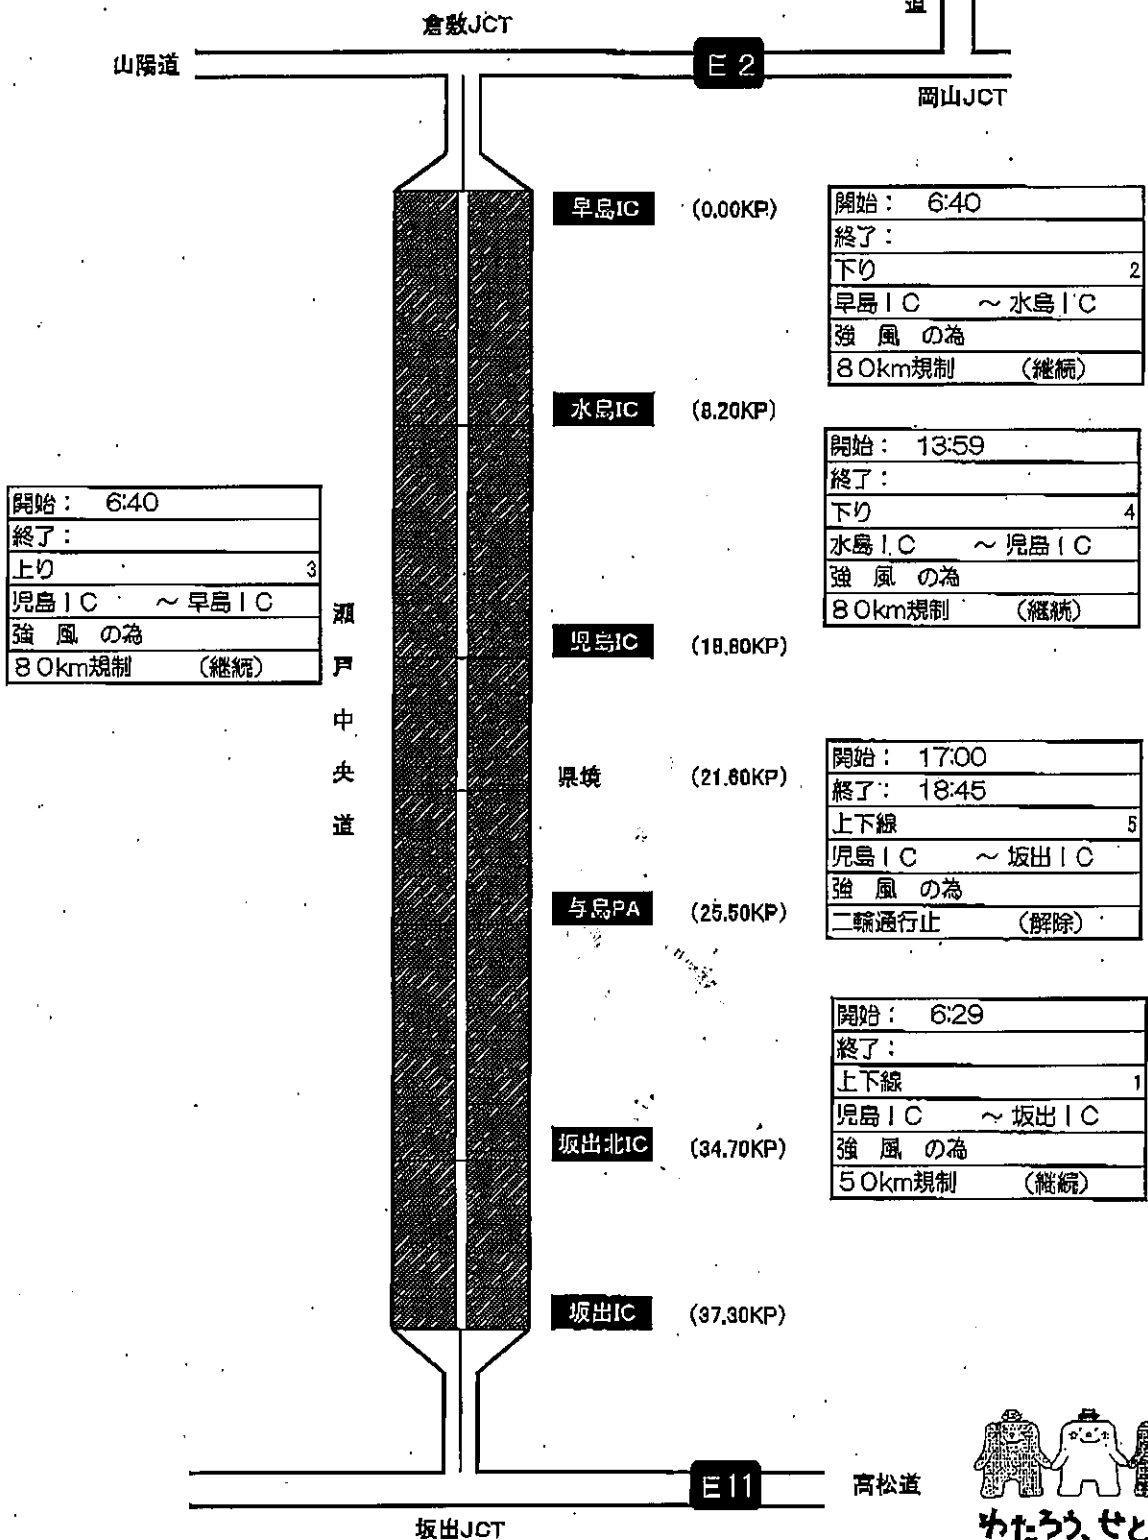 道
倉敷JCT
山陽道
E2
岡山JCT
早島IC (0.00KP)
開始: 6:40
終了:
下り 2
早島IC ~ 水島IC
強 風 の為
80km規制 (継続)
水島IC (8.20KP)
開始: 13:59
終了:
下り 4
水島IC ~ 児島IC
強 風 の為
80km規制 (継続)
開始: 6:40
終了:
上り 3
児島IC ~ 早島IC
強 風 の為
80km規制 (継続)
瀬戸中央道
児島IC (18.80KP)
県境 (21.60KP)
開始: 17:00
終了: 18:45
上下線 5
児島IC ~ 坂出IC
強 風 の為
二輪通行止 (解除)
与島PA (25.50KP)
開始: 6:29
終了:
上下線 1
児島IC ~ 坂出IC
強 風 の為
50km規制 (継続)
坂出北IC (34.70KP)
坂出IC (37.30KP)
E11
高松道
坂出JCT
わたろう、せと